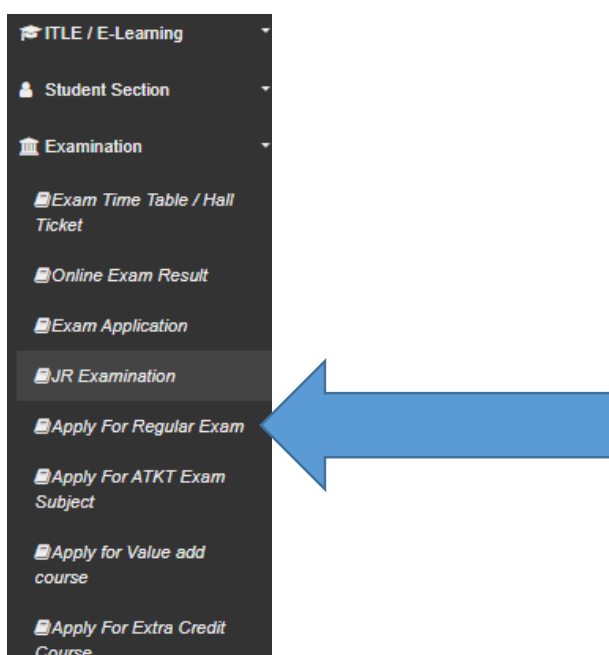 ITLE / E-Learning
Student Section
Examination
Exam Time Table / Hall
Ticket
Online Exam Result
Exam Application
JR Examination
Apply For Regular Exam
Apply For ATKT Exam
Subject
Apply for Value add
course
Apply For Extra Credit
Course